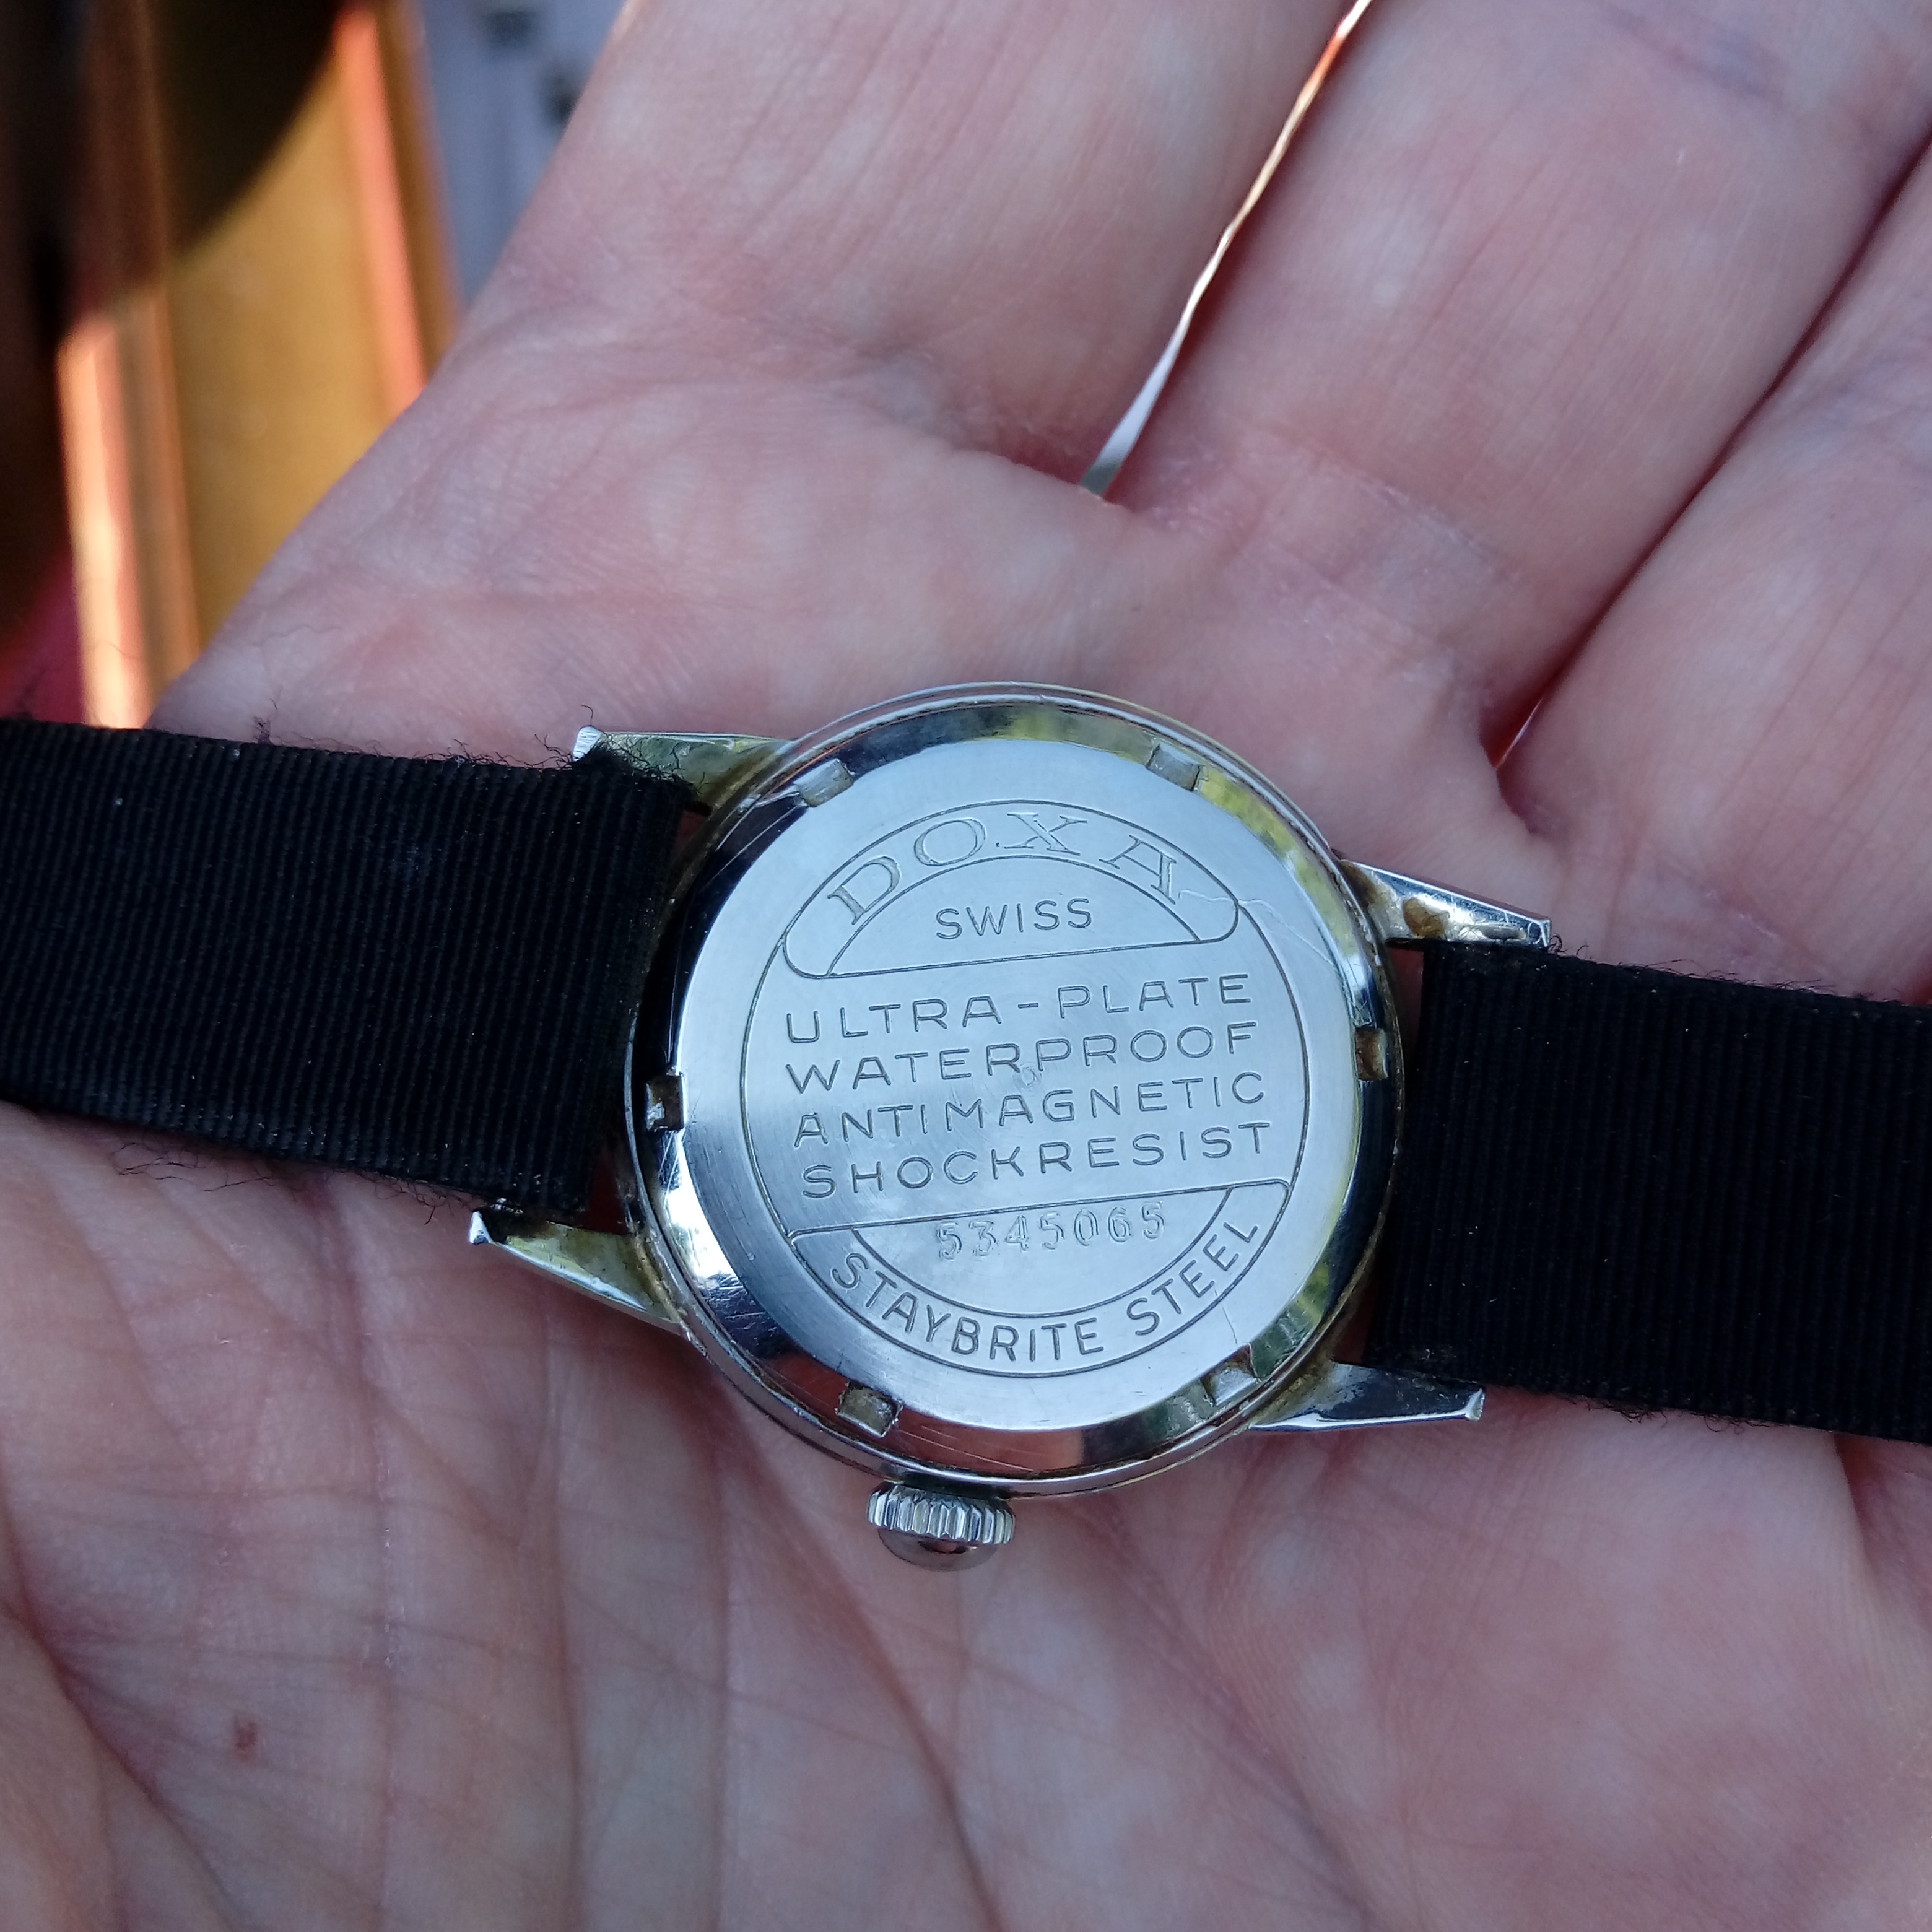 DOXA
SWISS
ULTRA-PLATE
WATERPROOF
ANTIMAGNETIC
SHOCKRESIST
5345065
STAYBRITE STEEL